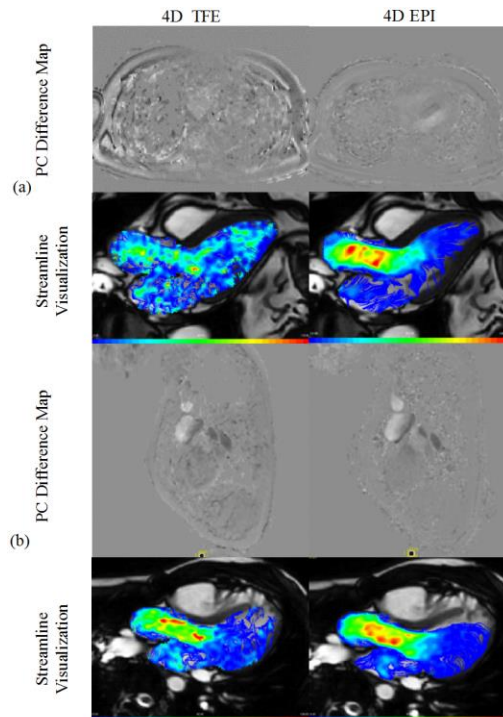 4D TFE
4D EPI
PC Difference Map
(a)
Streamline
Visualization
PC Difference Map
(b)
Streamline
Visualization